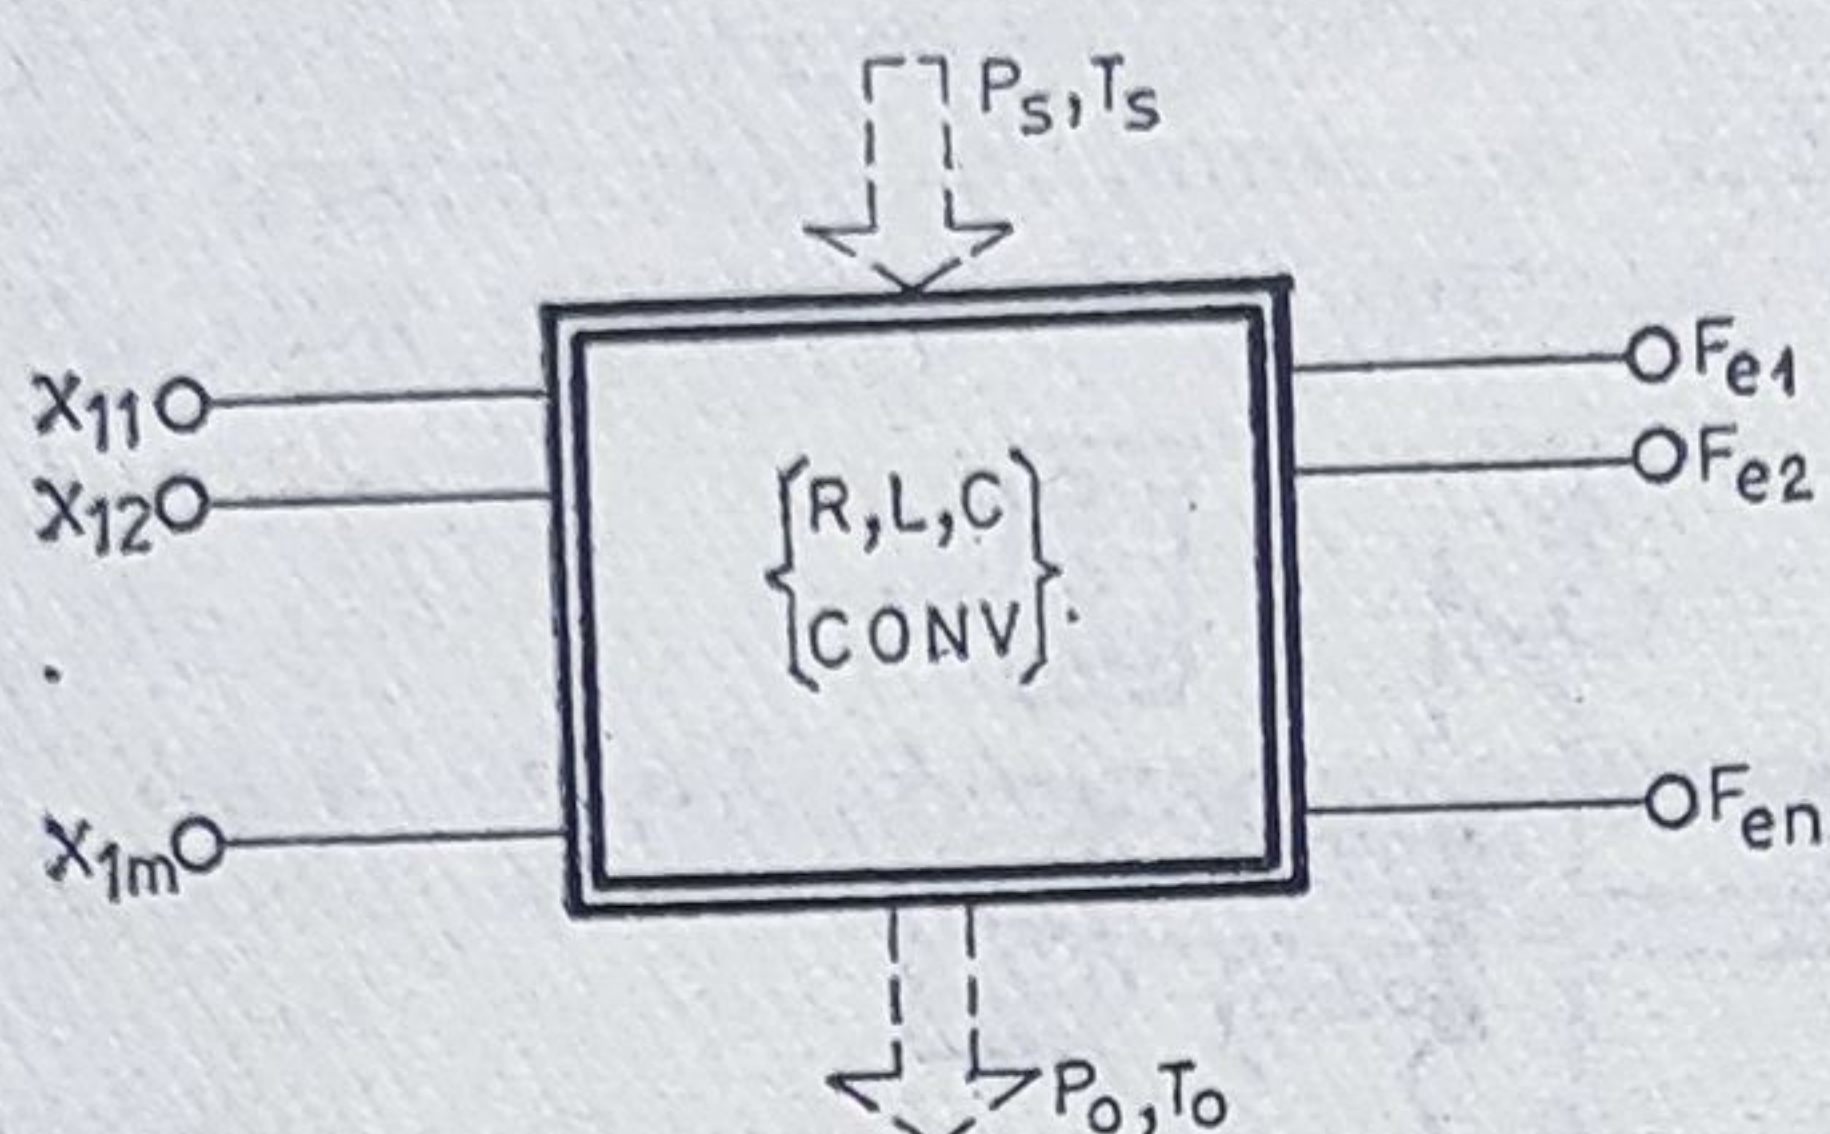 Ps,Ts
X11
X12
X1m
{R,L,C
CONV}
Fe1
Fe2
Fen
Po,To